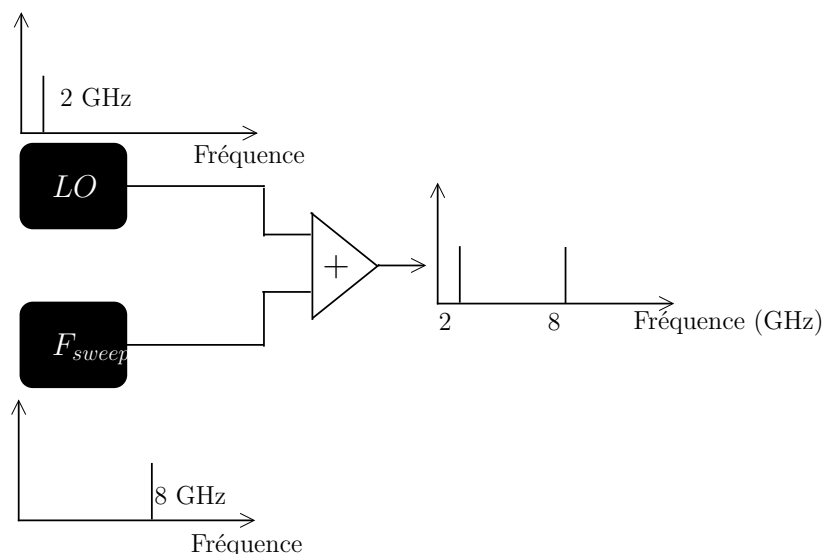 2 GHz
Fréquence
LO
+
2 8 Fréquence (GHz)
F_sweep
8 GHz
Fréquence